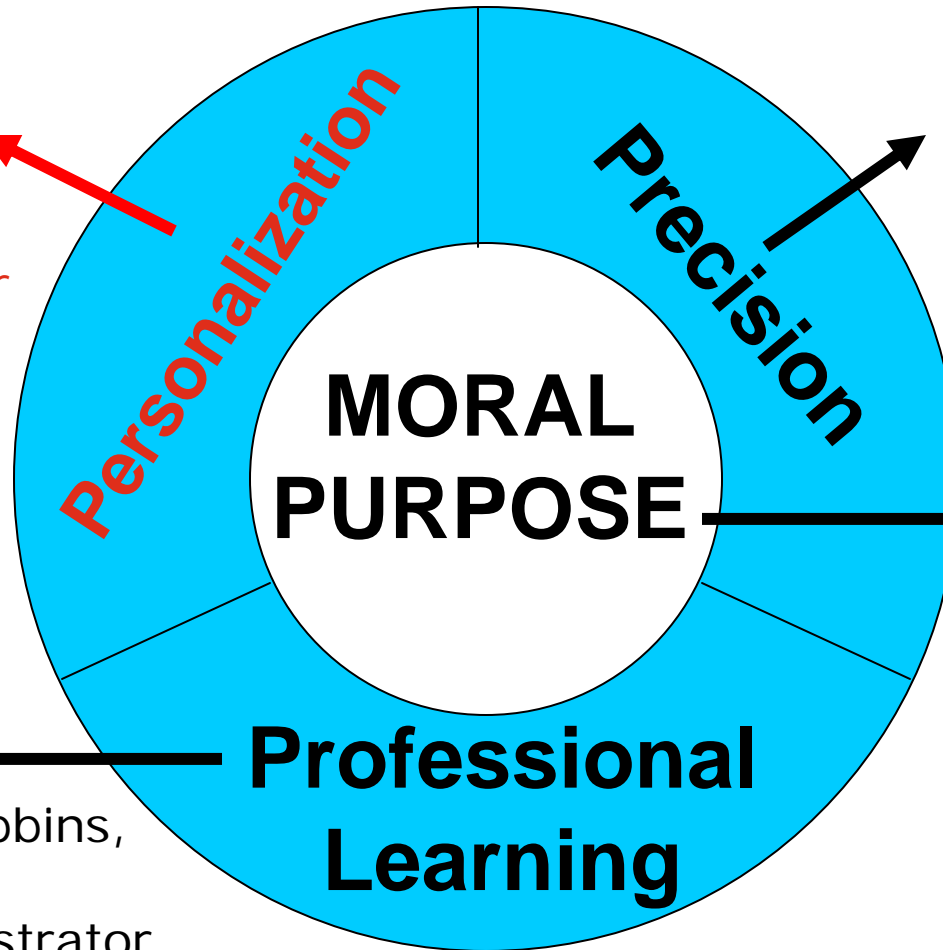 Personalization
Precision
MORAL
PURPOSE
Professional
Learning